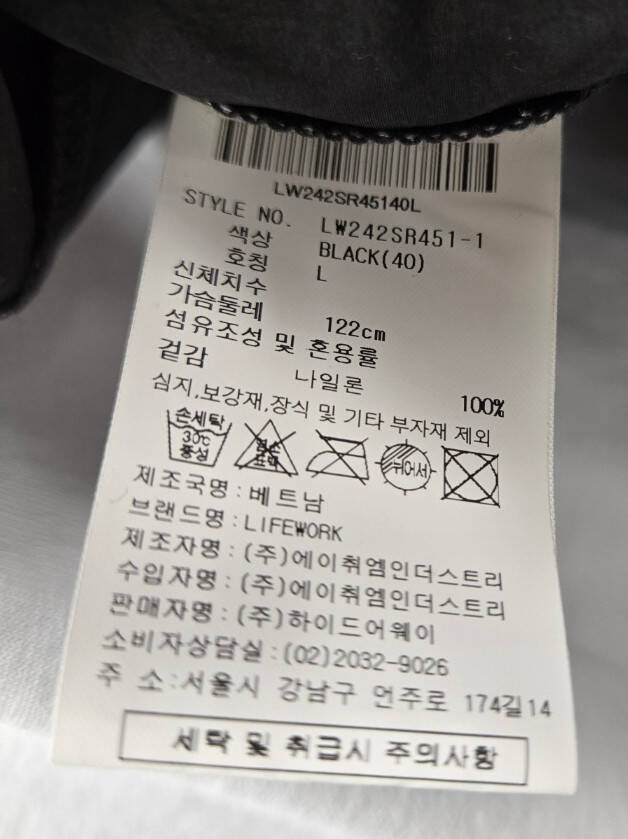 LW242SR45140L
STYLE NO. LW242SR451-1
색상 BLACK(40)
호칭 L
신체치수
가슴둘레 122cm
섬유조성 및 혼용률
겉감 나일론 100%
심지,보강재,장식 및 기타 부자재 제외
손세탁 30℃ 중성 염소 표백 뉘어서
제조국명 : 베트남
브랜드명 : LIFEWORK
제조자명 : (주)에이취엠인더스트리
수입자명 : (주)에이취엠인더스트리
판매자명 : (주)하이드어웨이
소비자상담실 : (02)2032-9026
주 소 : 서울시 강남구 언주로 174길14
세탁 및 취급시 주의사항